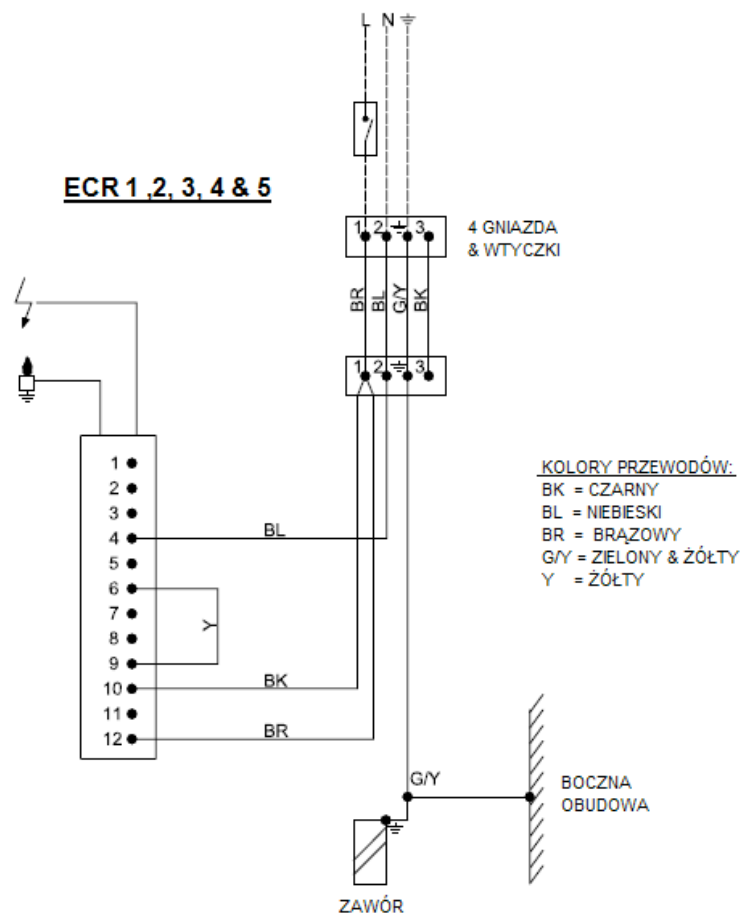 L N
ECR 1 ,2, 3, 4 & 5
1 2 3
4 GNIAZDA
& WTYCZKI
BR BL G/Y BK
1 2 3
1
2
3
4 BL
5
6
7
Y
8
9
10 BK
11
12 BR
KOLORY PRZEWODÓW:
BK = CZARNY
BL = NIEBIESKI
BR = BRĄZOWY
G/Y = ZIELONY & ŻÓŁTY
Y = ŻÓŁTY
G/Y
BOCZNA
OBUDOWA
ZAWÓR